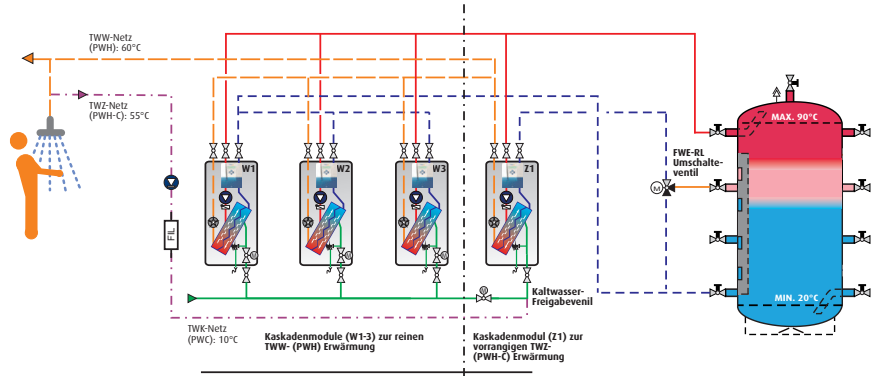 TWW-Netz
(PWH): 60°C
TWZ-Netz
(PWH-C): 55°C
W1
W2
W3
Z1
MAX. 90°C
FWE-RL
Umschalte-
ventil
M
FIL
M
M
M
M
Kaltwasser-
Freigabevenil
MIN. 20°C
TWK-Netz
(PWC): 10°C
Kaskadenmodule (W1-3) zur reinen
TWW- (PWH) Erwärmung
Kaskadenmodul (Z1) zur
vorrangigen TWZ-
(PWH-C) Erwärmung